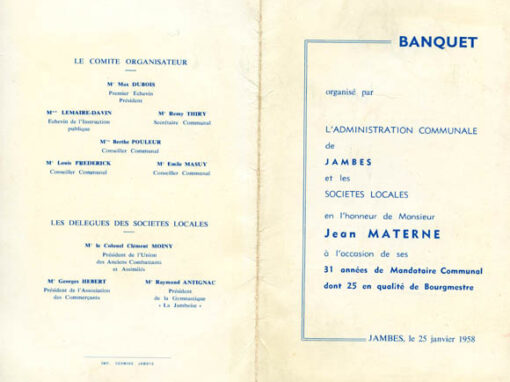 LE COMITE ORGANISATEUR
Mr Max DUBOIS
Premier Echevin
Président
Mme LEMAIRE-DAVIN
Echevin de l'Instruction
publique
Mr Remy THIRY
Secrétaire Communal
Mme Berthe POULEUR
Conseiller Communal
Mr Louis FREDERICK
Conseiller Communal
Mr Emile MASUY
Conseiller Communal
LES DELEGUES DES SOCIETES LOCALES
Mr le Colonel Clément MOINY
Président de l'Union
des Anciens Combattants
et Assimilés
Mr Georges HEBERT
Président de l'Association
des Commerçants
Mr Raymond ANTIGNAC
Président
de la Gymnastique
« La Jamboise »
BANQUET
organisé par
L'ADMINISTRATION COMMUNALE
de
JAMBES
et les
SOCIETES LOCALES
en l'honneur de Monsieur
Jean MATERNE
à l'occasion de ses
31 années de Mandataire Communal
dont 25 en qualité de Bourgmestre
JAMBES, le 25 janvier 1958